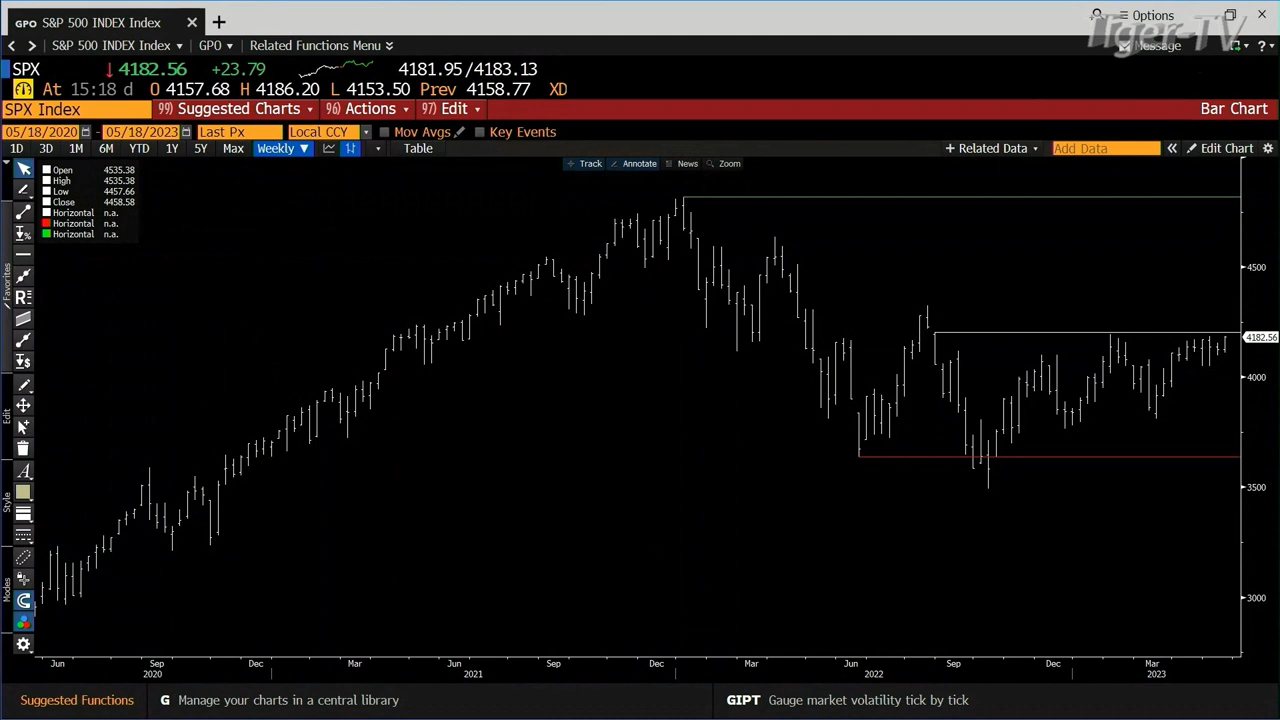 GPO S&P 500 INDEX Index
Options
Tiger-TV
S&P 500 INDEX Index GPO Related Functions Menu
Message
SPX 4182.56 +23.79 4181.95/4183.13
At 15:18 d O 4157.68 H 4186.20 L 4153.50 Prev 4158.77 XD
SPX Index 99) Suggested Charts 96) Actions 97) Edit Bar Chart
05/18/2020 - 05/18/2023 Last Px Local CCY Mov Avgs Key Events
1D 3D 1M 6M YTD 1Y 5Y Max Weekly ▼ Table + Related Data Add Data « Edit Chart
Track Annotate News Zoom
Open 4535.38
High 4535.38
Low 4457.66
Close 4458.58
Horizontal n.a.
Horizontal n.a.
Horizontal n.a.
Favorites
Edit
Style
Modes
4500
4182.56
4000
3500
3000
Jun Sep Dec Mar Jun Sep Dec Mar Jun Sep Dec Mar
2020 2021 2022 2023
Suggested Functions G Manage your charts in a central library GIPT Gauge market volatility tick by tick